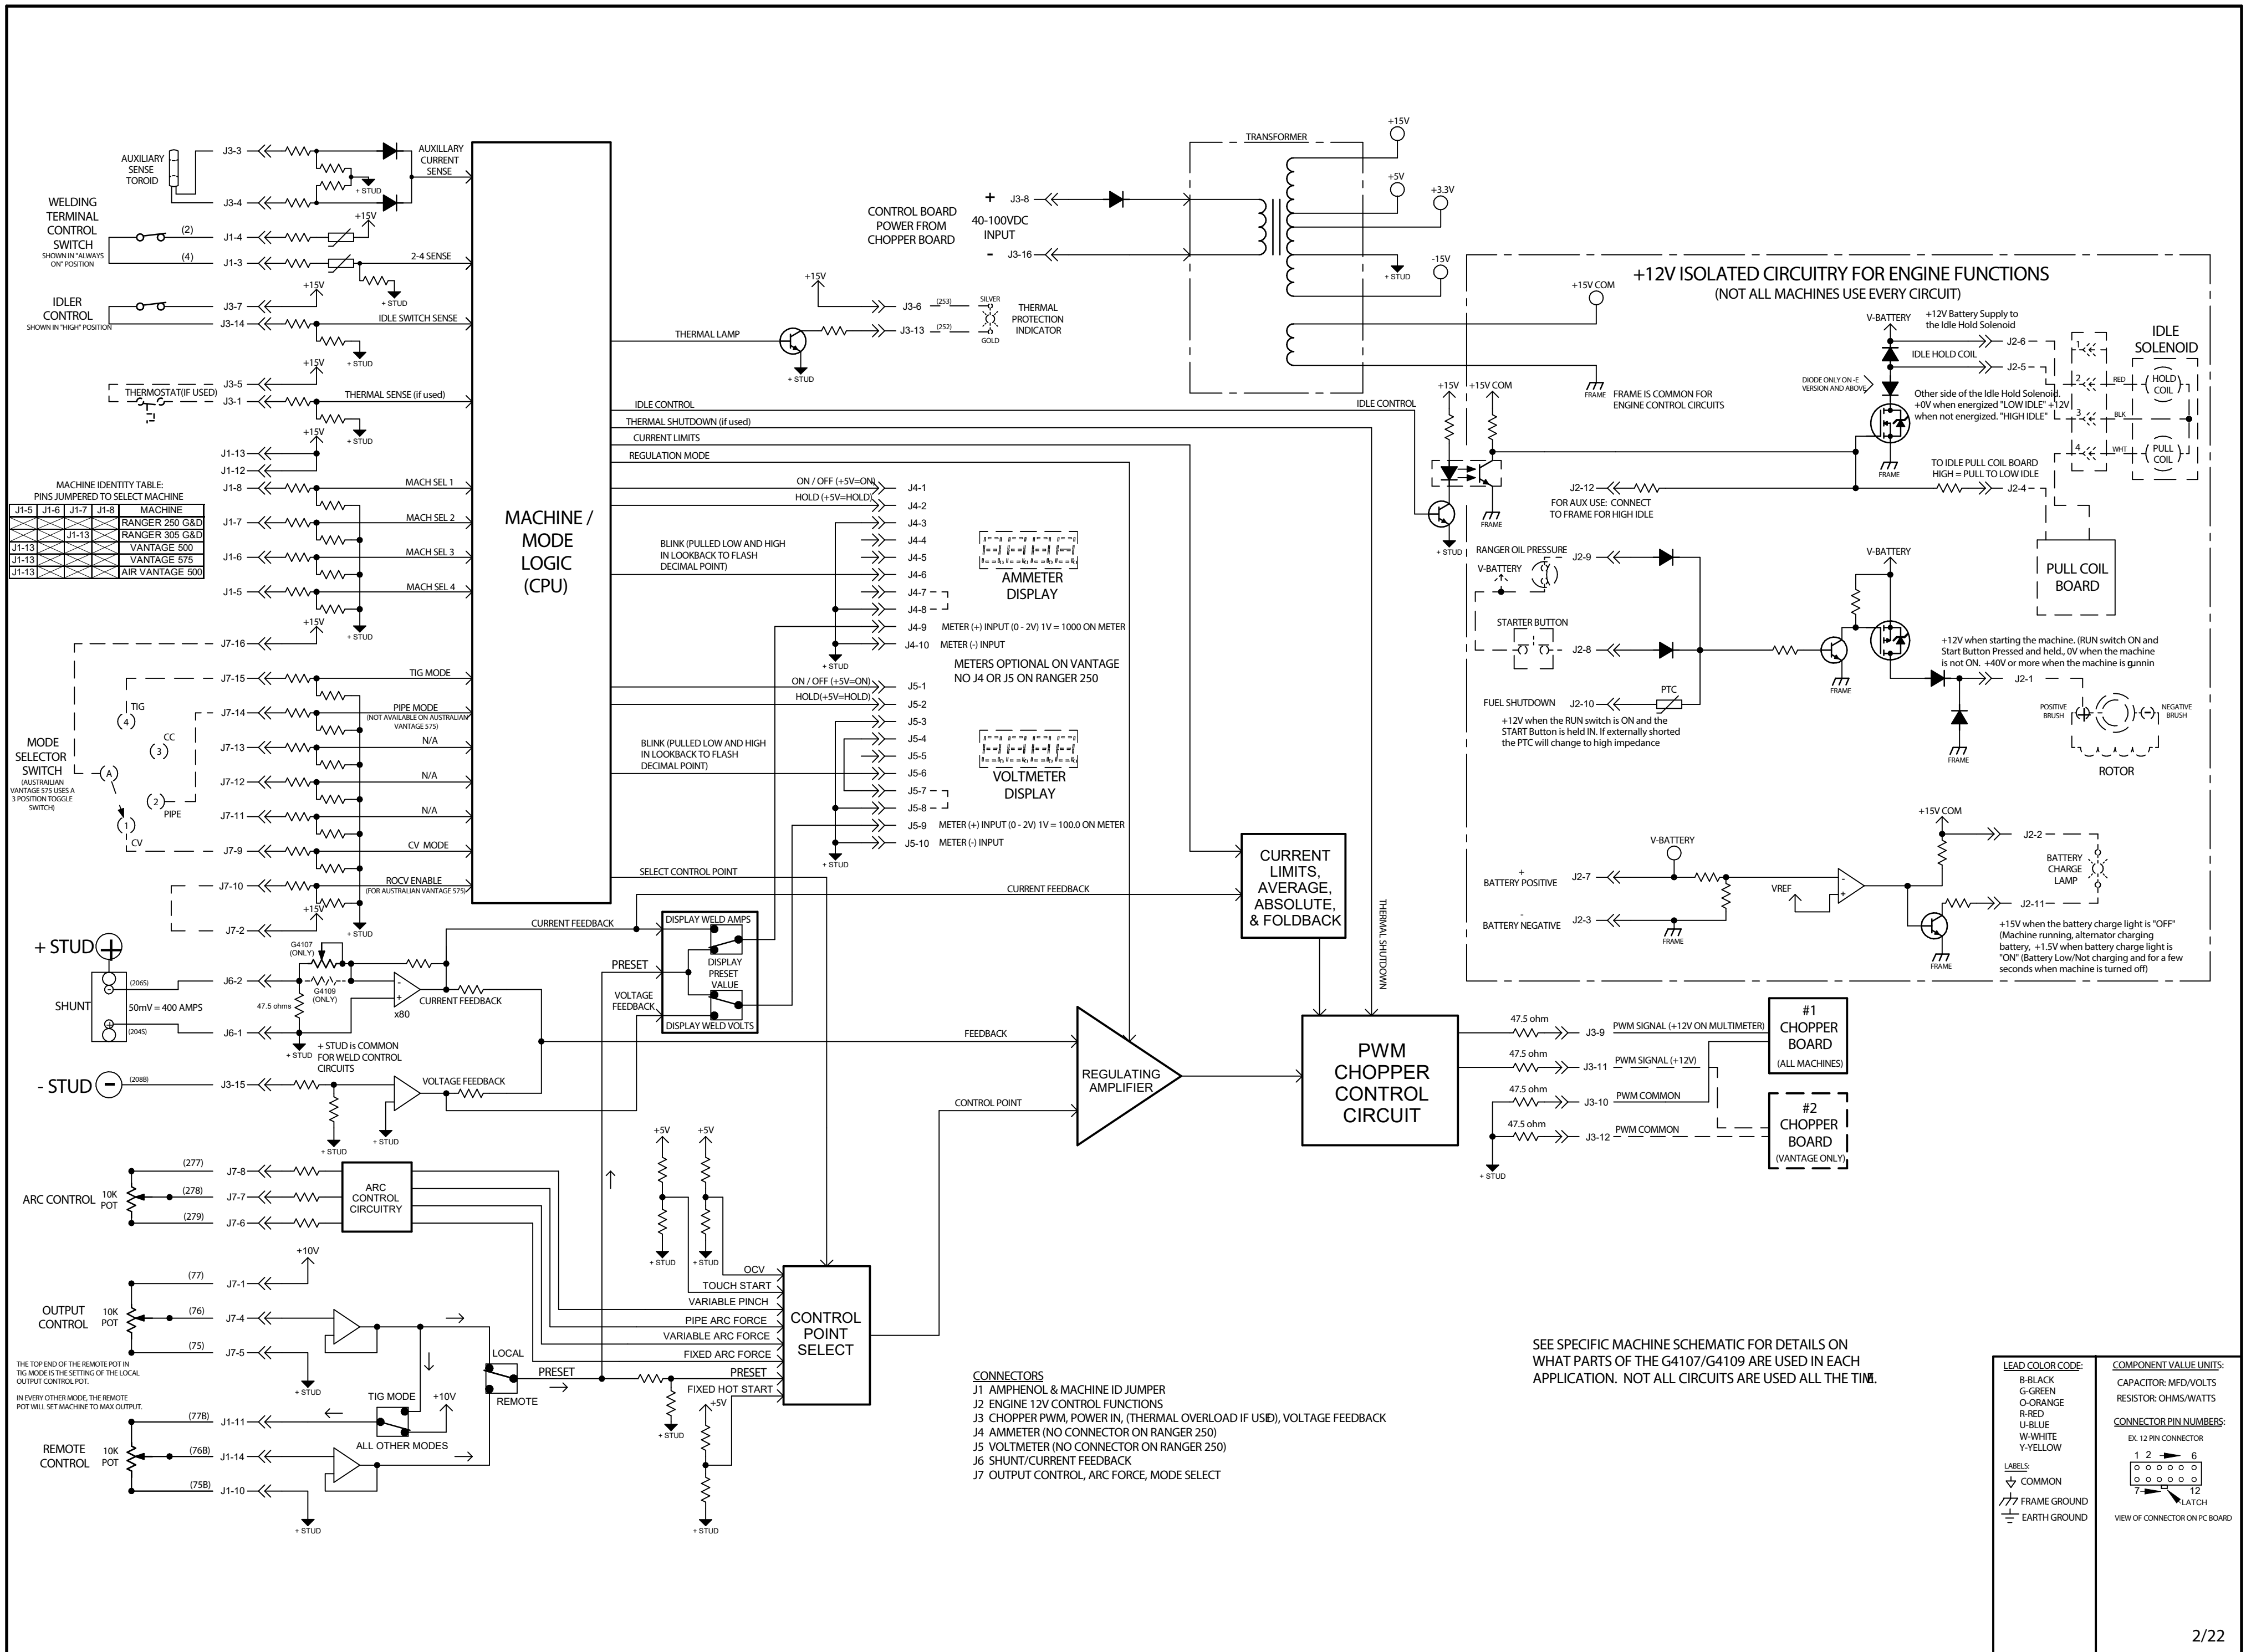 AUXILIARY
SENSE
TOROID
J3-3
J3-4
AUXILLARY
CURRENT
SENSE
+ STUD
WELDING
TERMINAL
CONTROL
SWITCH
SHOWN IN "ALWAYS
ON" POSITION
(2)
(4)
J1-4
J1-3
+15V
2-4 SENSE
+ STUD
IDLER
CONTROL
SHOWN IN "HIGH" POSITION
J3-7
J3-14
+15V
IDLE SWITCH SENSE
+ STUD
THERMOSTAT(IF USED)
J3-5
J3-1
+15V
THERMAL SENSE (if used)
+ STUD
+15V
J1-13
J1-12
MACHINE IDENTITY TABLE:
PINS JUMPERED TO SELECT MACHINE
J1-5 J1-6 J1-7 J1-8 MACHINE
RANGER 250 G&D
J1-13 RANGER 305 G&D
J1-13 VANTAGE 500
J1-13 VANTAGE 575
J1-13 AIR VANTAGE 500
J1-8 MACH SEL 1
J1-7 MACH SEL 2
J1-6 MACH SEL 3
J1-5 MACH SEL 4
+ STUD
+15V
J7-16
J7-15 TIG MODE
J7-14 PIPE MODE
(NOT AVAILABLE ON AUSTRALIAN
VANTAGE 575)
J7-13 N/A
J7-12 N/A
J7-11 N/A
J7-9 CV MODE
J7-10 ROCV ENABLE
(FOR AUSTRALIAN VANTAGE 575)
+15V
J7-2
+ STUD
MODE
SELECTOR
SWITCH
(AUSTRAILIAN
VANTAGE 575 USES A
3 POSITION TOGGLE
SWITCH)
TIG
4
CC
3
A
2
PIPE
1
CV
MACHINE /
MODE
LOGIC
(CPU)
+ STUD
SHUNT
50mV = 400 AMPS
(206S)
(204S)
J6-2
J6-1
G4107
(ONLY)
G4109
(ONLY)
47.5 ohms
-
+
x80
CURRENT FEEDBACK
CURRENT FEEDBACK
+ STUD
+ STUD is COMMON
FOR WELD CONTROL
CIRCUITS
- STUD
(208B)
J3-15
VOLTAGE FEEDBACK
+ STUD
+ STUD
ARC CONTROL
10K
POT
(277)
(278)
(279)
J7-8
J7-7
J7-6
ARC
CONTROL
CIRCUITRY
+10V
OUTPUT
CONTROL
10K
POT
(77)
(76)
(75)
J7-1
J7-4
J7-5
+ STUD
THE TOP END OF THE REMOTE POT IN
TIG MODE IS THE SETTING OF THE LOCAL
OUTPUT CONTROL POT.
IN EVERY OTHER MODE, THE REMOTE
POT WILL SET MACHINE TO MAX OUTPUT.
REMOTE
CONTROL
10K
POT
(77B)
(76B)
(75B)
J1-11
J1-14
J1-10
+ STUD
TIG MODE
+10V
ALL OTHER MODES
LOCAL
REMOTE
PRESET
THERMAL LAMP
+15V
+ STUD
J3-6
J3-13
(253)
(252)
SILVER
GOLD
THERMAL
PROTECTION
INDICATOR
CONTROL BOARD
POWER FROM
CHOPPER BOARD
+
40-100VDC
INPUT
-
J3-8
J3-16
TRANSFORMER
+15V
+5V
+3.3V
+ STUD
-15V
IDLE CONTROL
THERMAL SHUTDOWN (if used)
CURRENT LIMITS
REGULATION MODE
IDLE CONTROL
ON / OFF (+5V=ON)
HOLD (+5V=HOLD)
BLINK (PULLED LOW AND HIGH
IN LOOKBACK TO FLASH
DECIMAL POINT)
J4-1
J4-2
J4-3
J4-4
J4-5
J4-6
J4-7
J4-8
J4-9 METER (+) INPUT (0 - 2V) 1V = 1000 ON METER
J4-10 METER (-) INPUT
+ STUD
AMMETER
DISPLAY
METERS OPTIONAL ON VANTAGE
NO J4 OR J5 ON RANGER 250
ON / OFF (+5V=ON)
HOLD(+5V=HOLD)
BLINK (PULLED LOW AND HIGH
IN LOOKBACK TO FLASH
DECIMAL POINT)
J5-1
J5-2
J5-3
J5-4
J5-5
J5-6
J5-7
J5-8
J5-9 METER (+) INPUT (0 - 2V) 1V = 100.0 ON METER
J5-10 METER (-) INPUT
+ STUD
VOLTMETER
DISPLAY
SELECT CONTROL POINT
CURRENT FEEDBACK
DISPLAY WELD AMPS
DISPLAY
PRESET
VALUE
DISPLAY WELD VOLTS
PRESET
VOLTAGE
FEEDBACK
CURRENT
LIMITS,
AVERAGE,
ABSOLUTE,
& FOLDBACK
THERMAL SHUTDOWN
FEEDBACK
CONTROL POINT
REGULATING
AMPLIFIER
PWM
CHOPPER
CONTROL
CIRCUIT
47.5 ohm J3-9 PWM SIGNAL (+12V ON MULTIMETER)
47.5 ohm J3-11 PWM SIGNAL (+12V)
47.5 ohm J3-10 PWM COMMON
47.5 ohm J3-12 PWM COMMON
+ STUD
#1
CHOPPER
BOARD
(ALL MACHINES)
#2
CHOPPER
BOARD
(VANTAGE ONLY)
+5V
+5V
+ STUD
+ STUD
OCV
TOUCH START
VARIABLE PINCH
PIPE ARC FORCE
VARIABLE ARC FORCE
FIXED ARC FORCE
PRESET
FIXED HOT START
+ STUD
+5V
+ STUD
CONTROL
POINT
SELECT
+12V ISOLATED CIRCUITRY FOR ENGINE FUNCTIONS
(NOT ALL MACHINES USE EVERY CIRCUIT)
+15V COM
FRAME
FRAME IS COMMON FOR
ENGINE CONTROL CIRCUITS
+15V
+15V COM
+ STUD
FRAME
V-BATTERY
+12V Battery Supply to
the Idle Hold Solenoid
J2-6
IDLE HOLD COIL
J2-5
DIODE ONLY ON -E
VERSION AND ABOVE
Other side of the Idle Hold Solenoid.
+0V when energized "LOW IDLE" +12V
when not energized. "HIGH IDLE"
FRAME
1
2
3
4
RED
BLK
WHT
IDLE
SOLENOID
HOLD
COIL
PULL
COIL
TO IDLE PULL COIL BOARD
HIGH = PULL TO LOW IDLE
J2-12
FOR AUX USE: CONNECT
TO FRAME FOR HIGH IDLE
J2-4
PULL COIL
BOARD
RANGER OIL PRESSURE
V-BATTERY
J2-9
STARTER BUTTON
J2-8
FUEL SHUTDOWN
J2-10
PTC
+12V when the RUN switch is ON and the
START Button is held IN. If externally shorted
the PTC will change to high impedance
V-BATTERY
FRAME
+12V when starting the machine. (RUN switch ON and
Start Button Pressed and held., 0V when the machine
is not ON. +40V or more when the machine is gunnin
J2-1
FRAME
POSITIVE
BRUSH
NEGATIVE
BRUSH
ROTOR
+
BATTERY POSITIVE
-
BATTERY NEGATIVE
J2-7
J2-3
V-BATTERY
FRAME
VREF
-
+
+15V COM
J2-2
J2-11
BATTERY
CHARGE
LAMP
FRAME
+15V when the battery charge light is "OFF"
(Machine running, alternator charging
battery, +1.5V when battery charge light is
"ON" (Battery Low/Not charging and for a few
seconds when machine is turned off)
CONNECTORS
J1 AMPHENOL & MACHINE ID JUMPER
J2 ENGINE 12V CONTROL FUNCTIONS
J3 CHOPPER PWM, POWER IN, (THERMAL OVERLOAD IF USED), VOLTAGE FEEDBACK
J4 AMMETER (NO CONNECTOR ON RANGER 250)
J5 VOLTMETER (NO CONNECTOR ON RANGER 250)
J6 SHUNT/CURRENT FEEDBACK
J7 OUTPUT CONTROL, ARC FORCE, MODE SELECT
SEE SPECIFIC MACHINE SCHEMATIC FOR DETAILS ON
WHAT PARTS OF THE G4107/G4109 ARE USED IN EACH
APPLICATION. NOT ALL CIRCUITS ARE USED ALL THE TIME.
LEAD COLOR CODE:
B-BLACK
G-GREEN
O-ORANGE
R-RED
U-BLUE
W-WHITE
Y-YELLOW
LABELS:
COMMON
FRAME GROUND
EARTH GROUND
COMPONENT VALUE UNITS:
CAPACITOR: MFD/VOLTS
RESISTOR: OHMS/WATTS
CONNECTOR PIN NUMBERS:
EX. 12 PIN CONNECTOR
1 2 6
7 12
LATCH
VIEW OF CONNECTOR ON PC BOARD
2/22